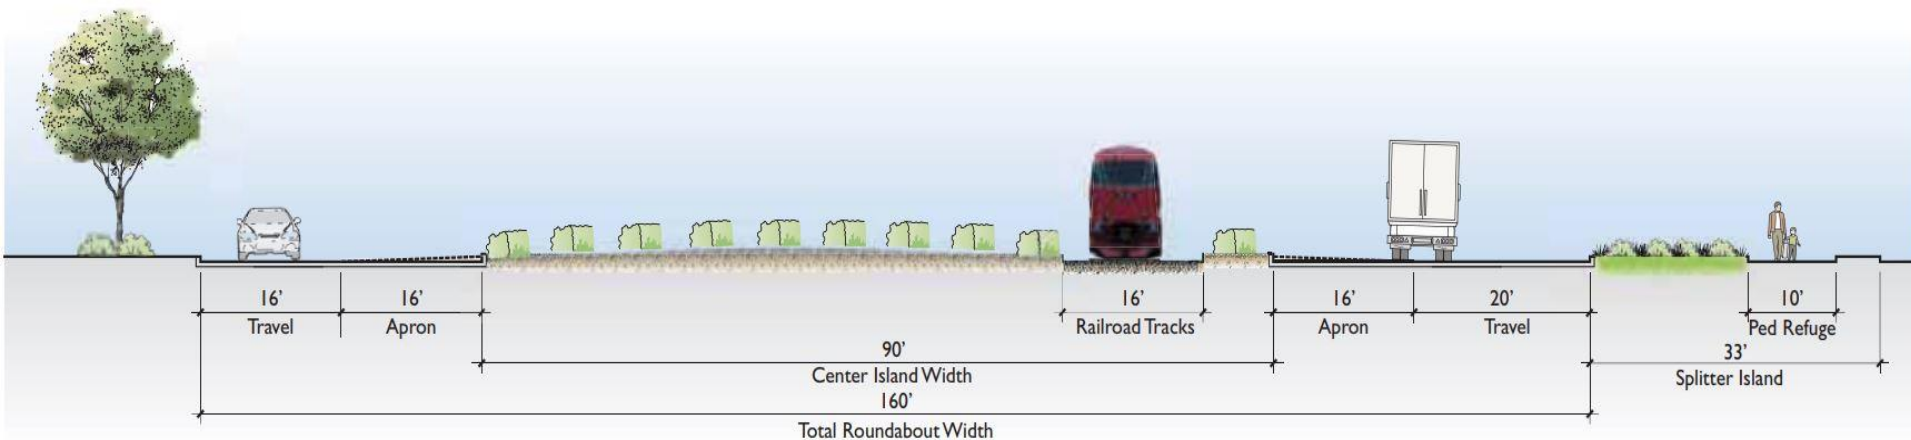 16’
Travel
16’
Apron
16’
Railroad Tracks
16’
Apron
20’
Travel
10’
Ped Refuge
90’
Center Island Width
33’
Splitter Island
160’
Total Roundabout Width